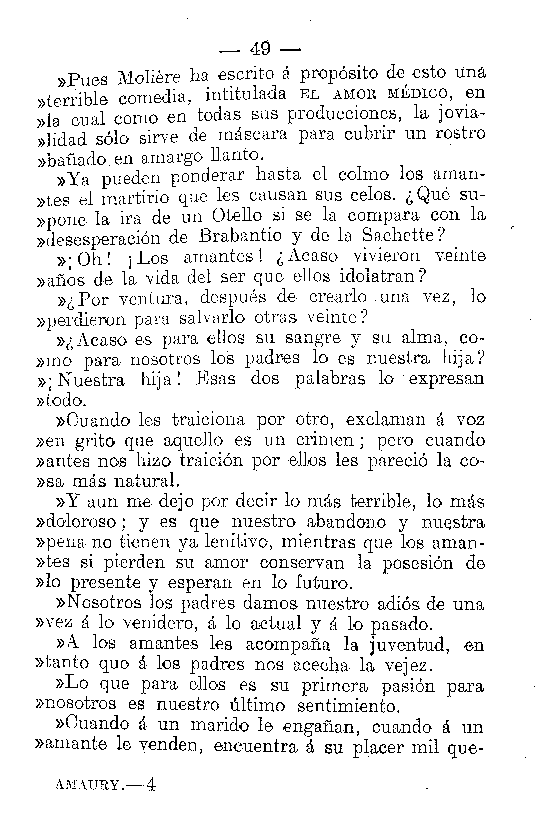 — 49 —
»Pues Molière ha escrito á propósito de esto una
»terrible comedia, intitulada EL AMOR MÉDICO, en
»la cual como en todas sus producciones, la jovia-
»lidad sólo sirve de máscara para cubrir un rostro
»bañado en amargo llanto.
»Ya pueden ponderar hasta el colmo los aman-
»tes el martirio que les causan sus celos. ¿Qué su-
»pone la ira de un Otello si se la compara con la
»desesperación de Brabantio y de la Sachette?
»¡Oh! ¡Los amantes! ¿Acaso vivieron veinte
»años de la vida del ser que ellos idolatran?
»¿Por ventura, después de crearlo una vez, lo
»perdieron para salvarlo otras veinte?
»¿Acaso es para ellos su sangre y su alma, co-
»mo para nosotros los padres lo es nuestra hija?
»¡Nuestra hija! Esas dos palabras lo expresan
»todo.
»Cuando les traiciona por otro, exclaman á voz
»en grito que aquello es un crimen; pero cuando
»antes nos hizo traición por ellos les pareció la co-
»sa más natural.
»Y aun me dejo por decir lo más terrible, lo más
»doloroso; y es que nuestro abandono y nuestra
»pena no tienen ya lenitivo, mientras que los aman-
»tes si pierden su amor conservan la posesión de
»lo presente y esperan en lo futuro.
»Nosotros los padres damos nuestro adiós de una
»vez á lo venidero, á lo actual y á lo pasado.
»A los amantes les acompaña la juventud, en
»tanto que á los padres nos acecha la vejez.
»Lo que para ellos es su primera pasión para
»nosotros es nuestro último sentimiento.
»Cuando á un marido le engañan, cuando á un
»amante le venden, encuentra á su placer mil que-
AMAURY.—4